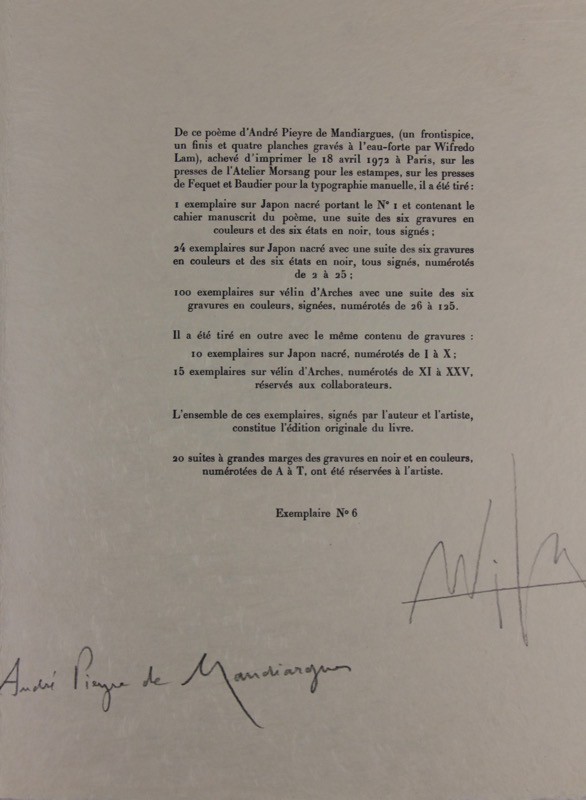 De ce poème d'André Pieyre de Mandiargues, (un frontispice,
un finis et quatre planches gravés à l'eau-forte par Wifredo
Lam), achevé d'imprimer le 18 avril 1972 à Paris, sur les
presses de l'Atelier Morsang pour les estampes, sur les presses
de Fequet et Baudier pour la typographie manuelle, il a été tiré :
1 exemplaire sur Japon nacré portant le N° 1 et contenant le
cahier manuscrit du poème, une suite des six gravures en
couleurs et des six états en noir, tous signés ;
24 exemplaires sur Japon nacré avec une suite des six gravures
en couleurs et des six états en noir, tous signés, numérotés
de 2 à 25 ;
100 exemplaires sur vélin d'Arches avec une suite des six
gravures en couleurs, signées, numérotés de 26 à 125.
Il a été tiré en outre avec le même contenu de gravures :
10 exemplaires sur Japon nacré, numérotés de I à X ;
15 exemplaires sur vélin d'Arches, numérotés de XI à XXV,
réservés aux collaborateurs.
L'ensemble de ces exemplaires, signés par l'auteur et l'artiste,
constitue l'édition originale du livre.
20 suites à grandes marges des gravures en noir et en couleurs,
numérotées de A à T, ont été réservées à l'artiste.
Exemplaire N° 6
André Pieyre de Mandiargues